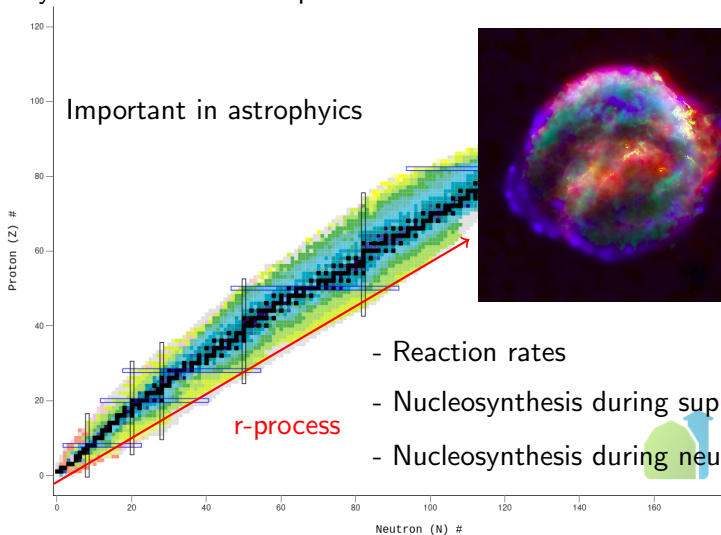 120
Important in astrophyics
100
80
60
40
20
0
Proton (Z) #
r-process
- Reaction rates
- Nucleosynthesis during sup
- Nucleosynthesis during neu
0 20 40 60 80 100 120 140 160
Neutron (N) #